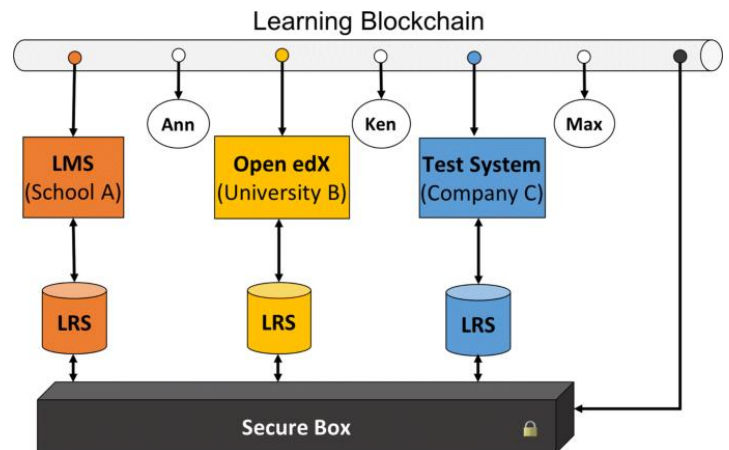 Learning Blockchain
Ann
Ken
Max
LMS
(School A)
Open edX
(University B)
Test System
(Company C)
LRS
LRS
LRS
Secure Box